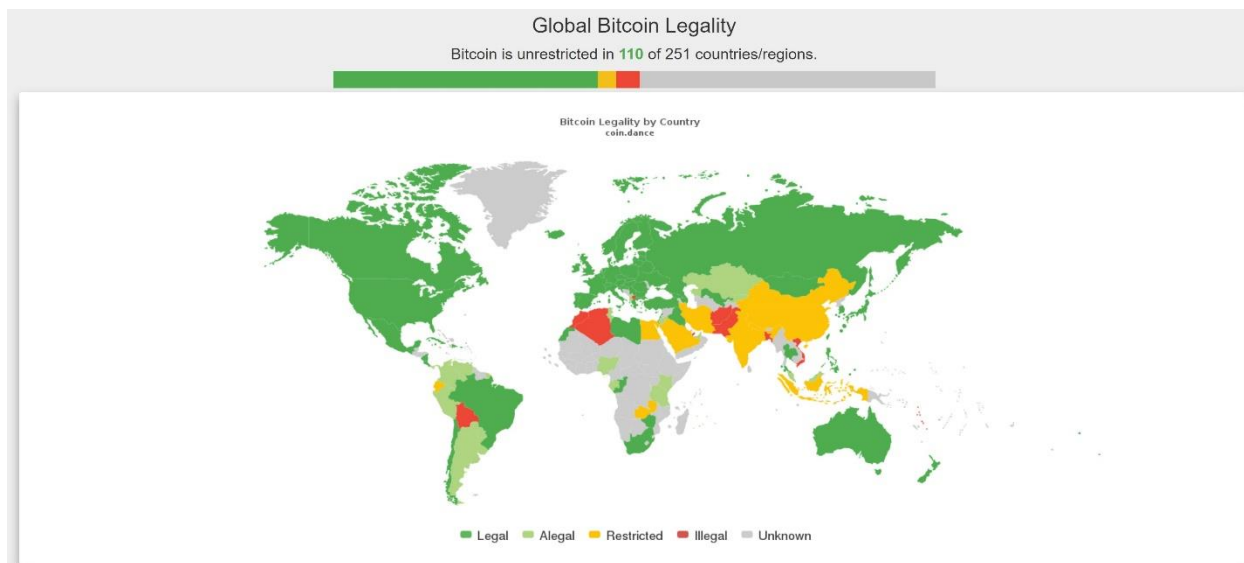 Global Bitcoin Legality
Bitcoin is unrestricted in 110 of 251 countries/regions.
Bitcoin Legality by Country
coin.dance
Legal Alegal Restricted Illegal Unknown